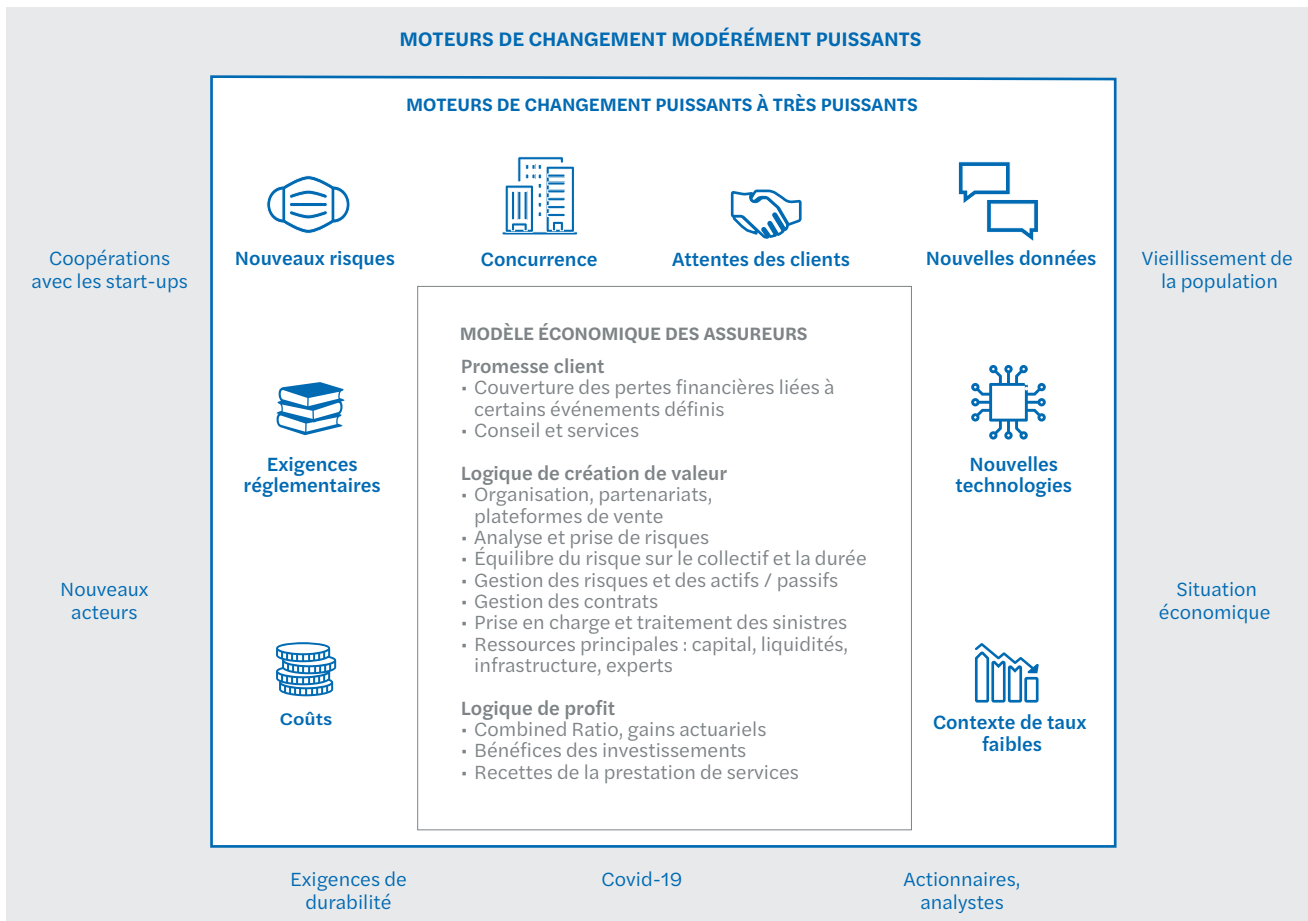 MOTEURS DE CHANGEMENT MODÉRÉMENT PUISSANTS
MOTEURS DE CHANGEMENT PUISSANTS À TRÈS PUISSANTS
Coopérations
avec les start-ups
Nouveaux risques
Concurrence
Attentes des clients
Nouvelles données
Vieillissement de
la population
MODÈLE ÉCONOMIQUE DES ASSUREURS
Promesse client
• Couverture des pertes financières liées à
certains événements définis
• Conseil et services
Exigences
réglementaires
Logique de création de valeur
• Organisation, partenariats,
plateformes de vente
• Analyse et prise de risques
• Équilibre du risque sur le collectif et la durée
• Gestion des risques et des actifs / passifs
• Gestion des contrats
• Prise en charge et traitement des sinistres
• Ressources principales : capital, liquidités,
infrastructure, experts
Nouvelles
technologies
Nouveaux
acteurs
Situation
économique
Coûts
Logique de profit
• Combined Ratio, gains actuariels
• Bénéfices des investissements
• Recettes de la prestation de services
Contexte de taux
faibles
Exigences de
durabilité
Covid-19
Actionnaires,
analystes